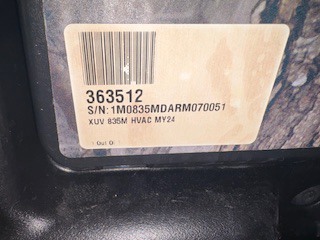 363512
S/N: 1M0835MDARM070051
XUV 835M HVAC MY24